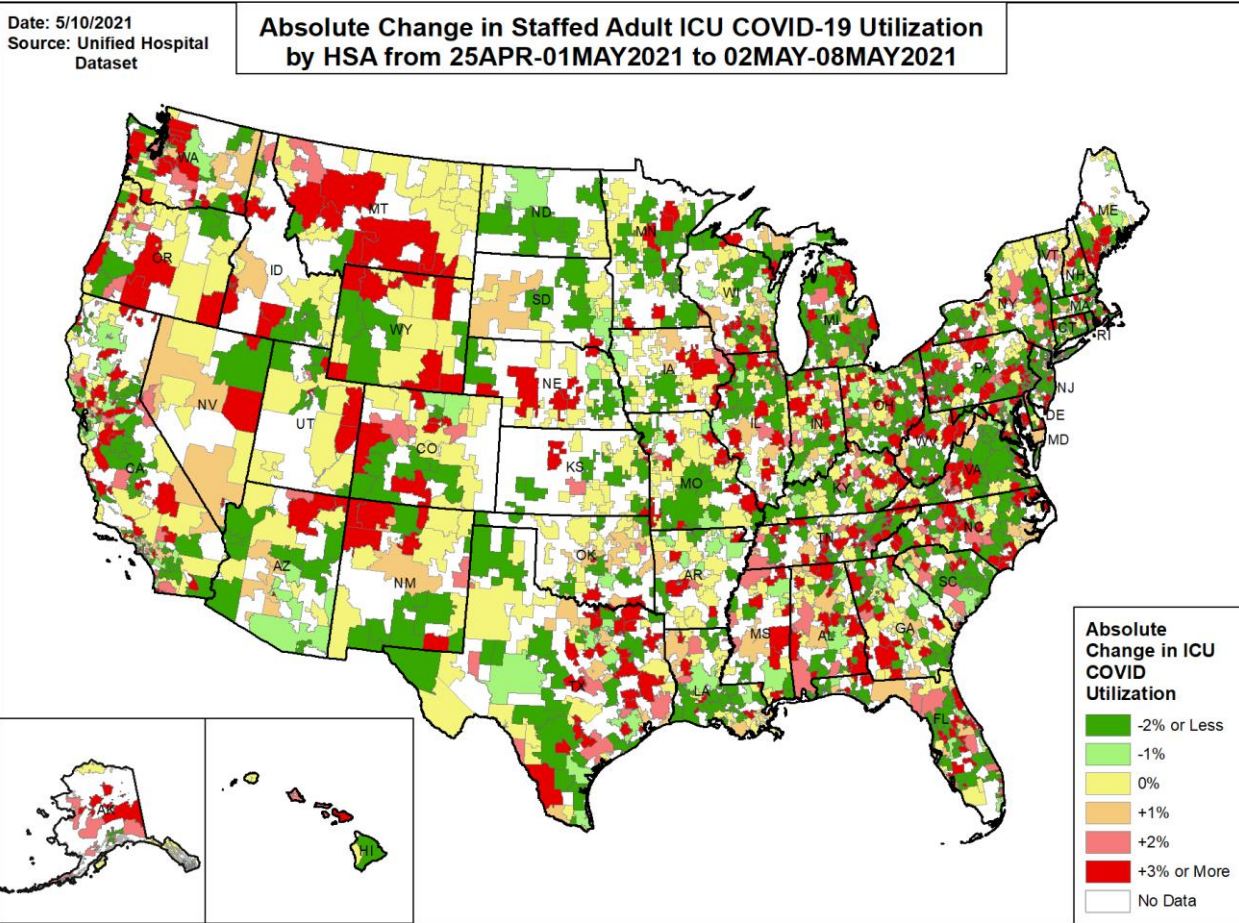 Date: 5/10/2021
Source: Unified Hospital
Dataset
Absolute Change in Staffed Adult ICU COVID-19 Utilization
by HSA from 25APR-01MAY2021 to 02MAY-08MAY2021
WA
MT
ND
MN
ME
OR
ID
SD
WI
VT
NH
NY
MA
CT
RI
WY
MI
IA
NE
PA
NJ
NV
UT
IL
IN
OH
DE
MD
CO
WV
CA
KS
MO
KY
VA
NC
TN
OK
AZ
NM
AR
SC
MS
AL
GA
TX
LA
FL
AK
HI
Absolute
Change in ICU
COVID
Utilization
-2% or Less
-1%
0%
+1%
+2%
+3% or More
No Data